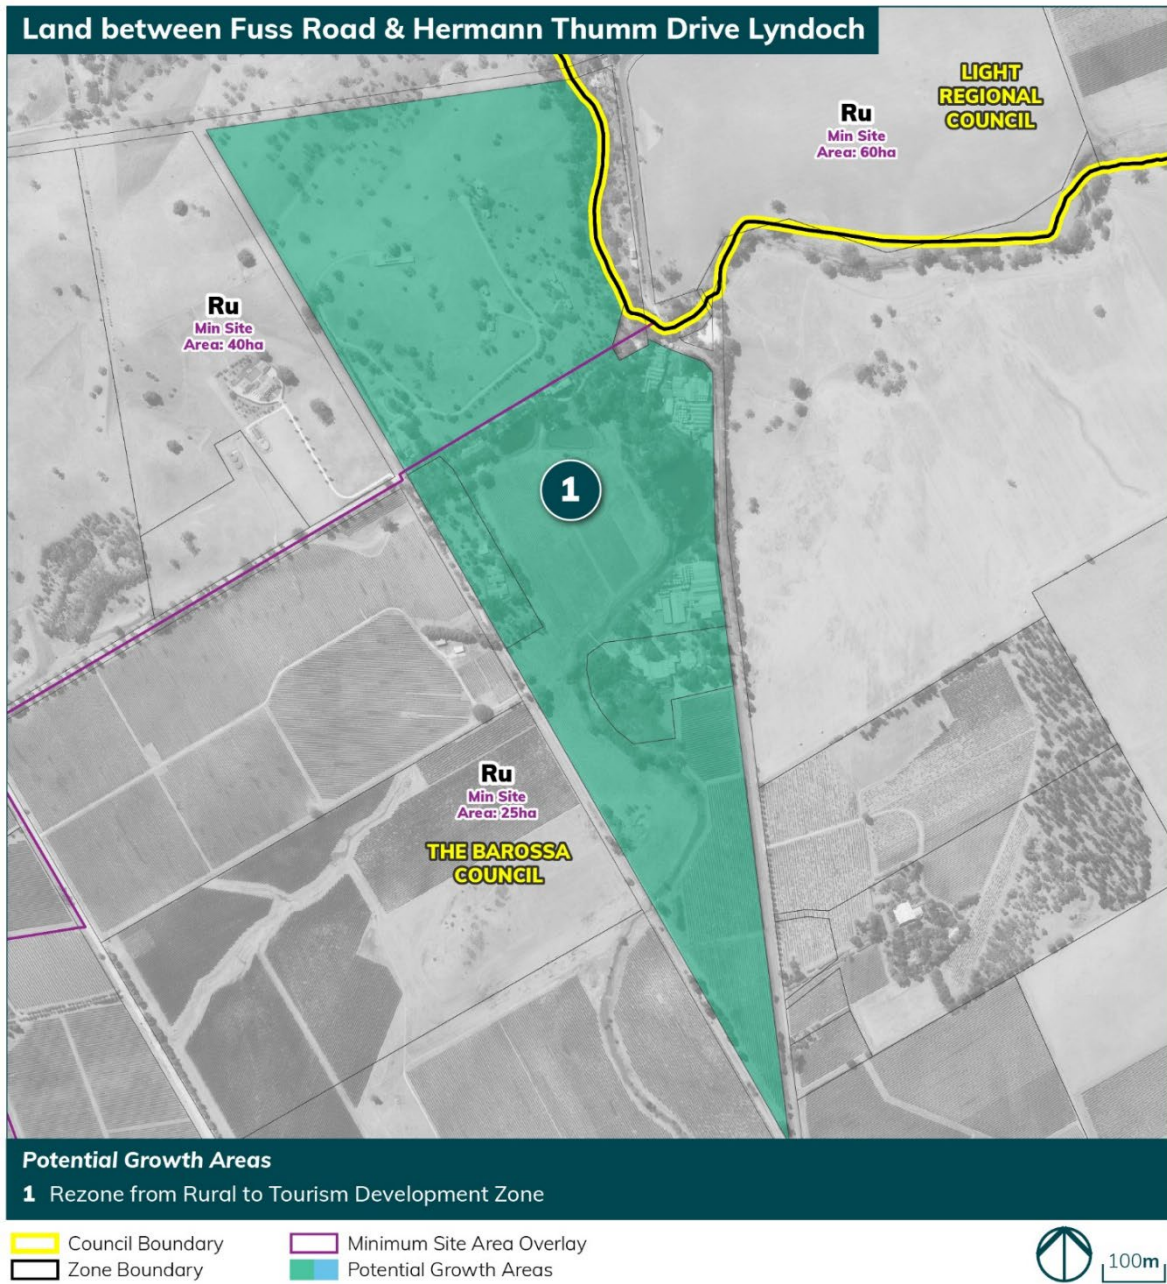 Land between Fuss Road & Hermann Thumm Drive Lyndoch
LIGHT
REGIONAL
COUNCIL
Ru
Min Site
Area: 60ha
Ru
Min Site
Area: 40ha
1
Ru
Min Site
Area: 25ha
THE BAROSSA
COUNCIL
Potential Growth Areas
1 Rezone from Rural to Tourism Development Zone
Council Boundary
Minimum Site Area Overlay
Zone Boundary
Potential Growth Areas
100m